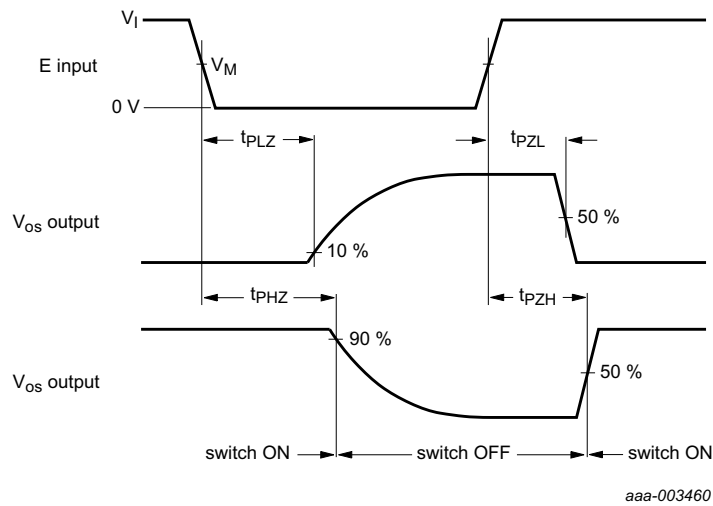 V_I
E input
V_M
0 V
t_PLZ
t_PZL
V_os output
50 %
10 %
t_PHZ
t_PZH
90 %
V_os output
50 %
switch ON
switch OFF
switch ON
aaa-003460